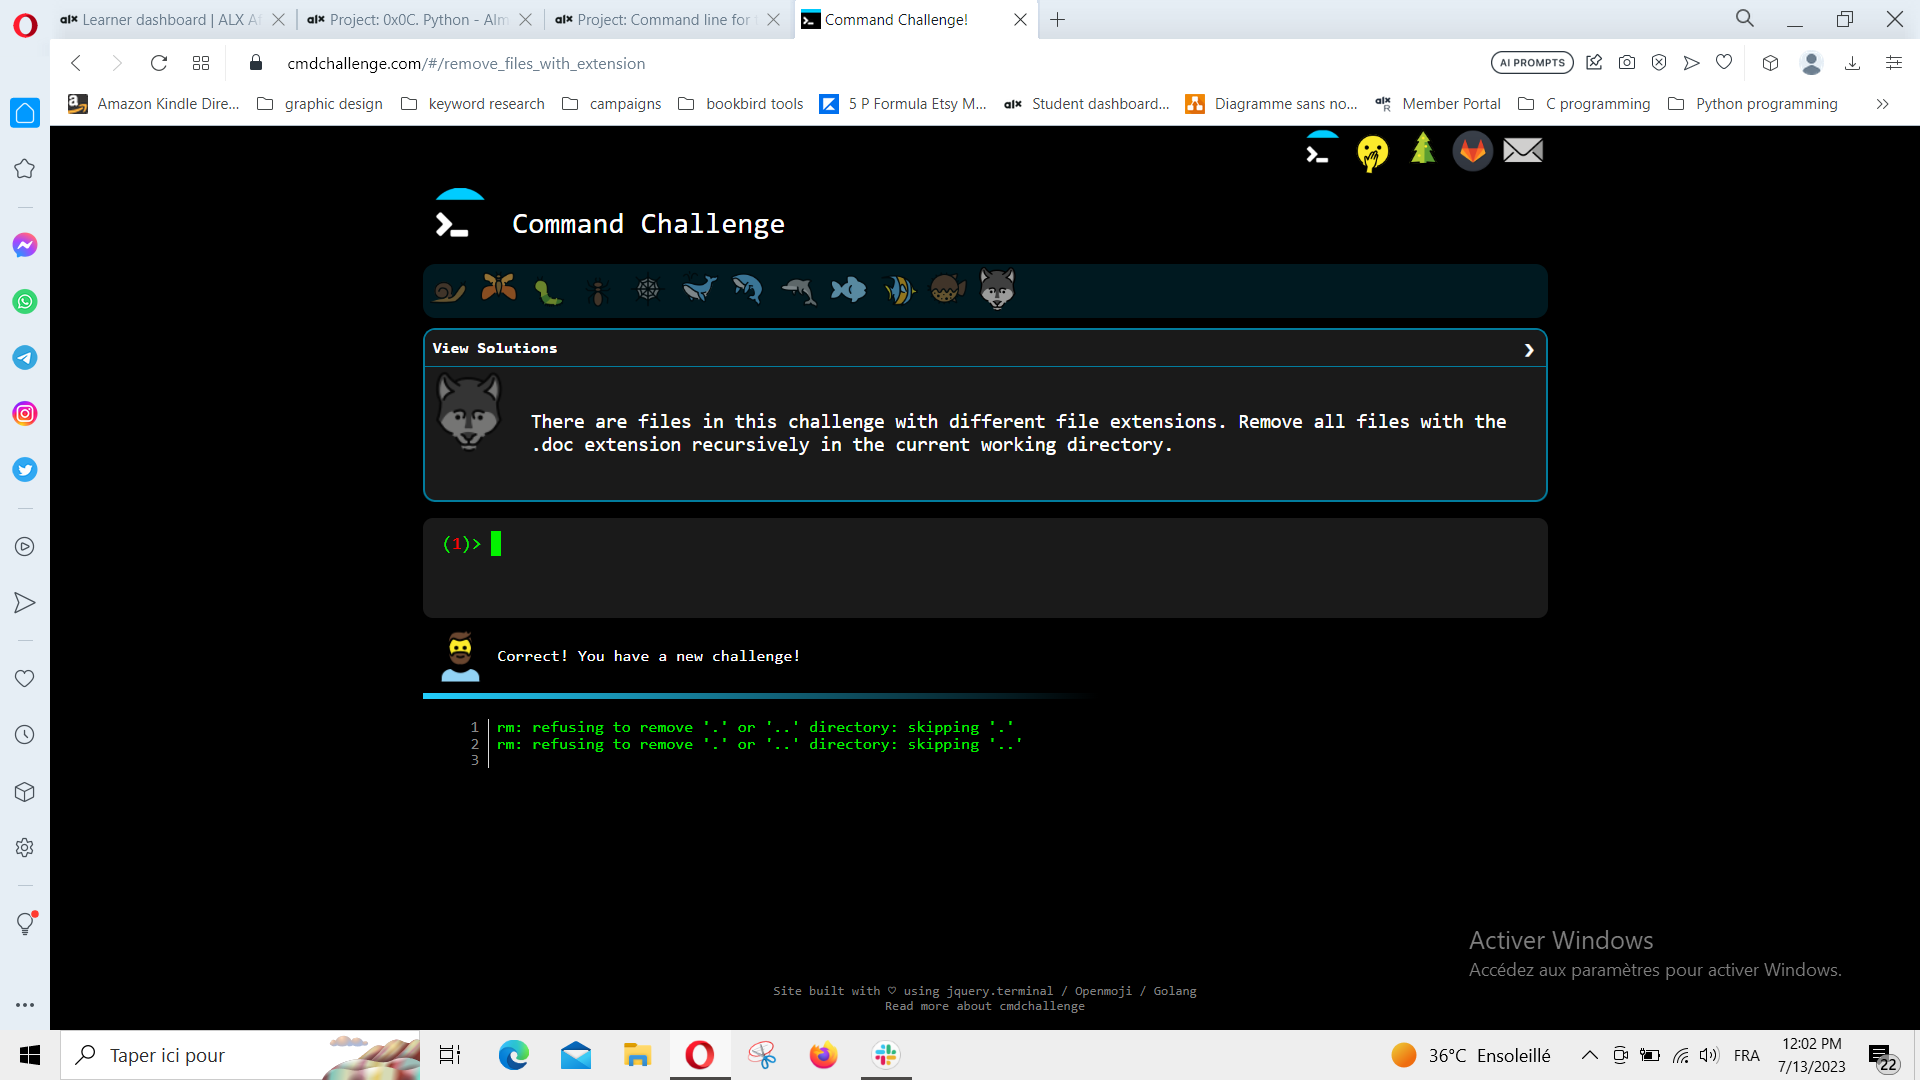 Learner dashboard | ALX A
Project: 0x0C. Python - Alm
Project: Command line for
Command Challenge!
cmdchallenge.com/#/remove_files_with_extension
AI PROMPTS
Amazon Kindle Dire...
graphic design
keyword research
campaigns
bookbird tools
5 P Formula Etsy M...
Student dashboard...
Diagramme sans no...
Member Portal
C programming
Python programming
Command Challenge
View Solutions
There are files in this challenge with different file extensions. Remove all files with the
.doc extension recursively in the current working directory.
(1)>
Correct! You have a new challenge!
1 rm: refusing to remove '.' or '..' directory: skipping '.'
2 rm: refusing to remove '.' or '..' directory: skipping '..'
3
Activer Windows
Accédez aux paramètres pour activer Windows.
Site built with ♡ using jquery.terminal / Openmoji / Golang
Read more about cmdchallenge
Taper ici pour
36°C Ensoleillé
FRA
12:02 PM
7/13/2023
22